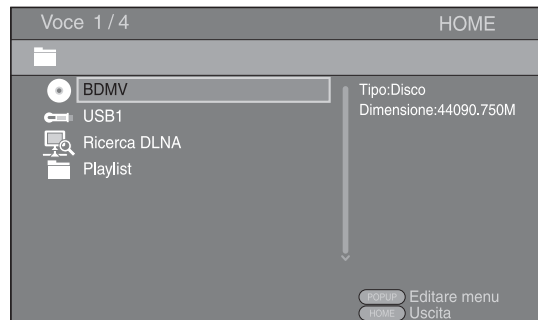 Voce 1/4 HOME
BDMV
USB1
Ricerca DLNA
Playlist
Tipo:Disco
Dimensione:44090.750M
POPUP Editare menu
HOME Uscita